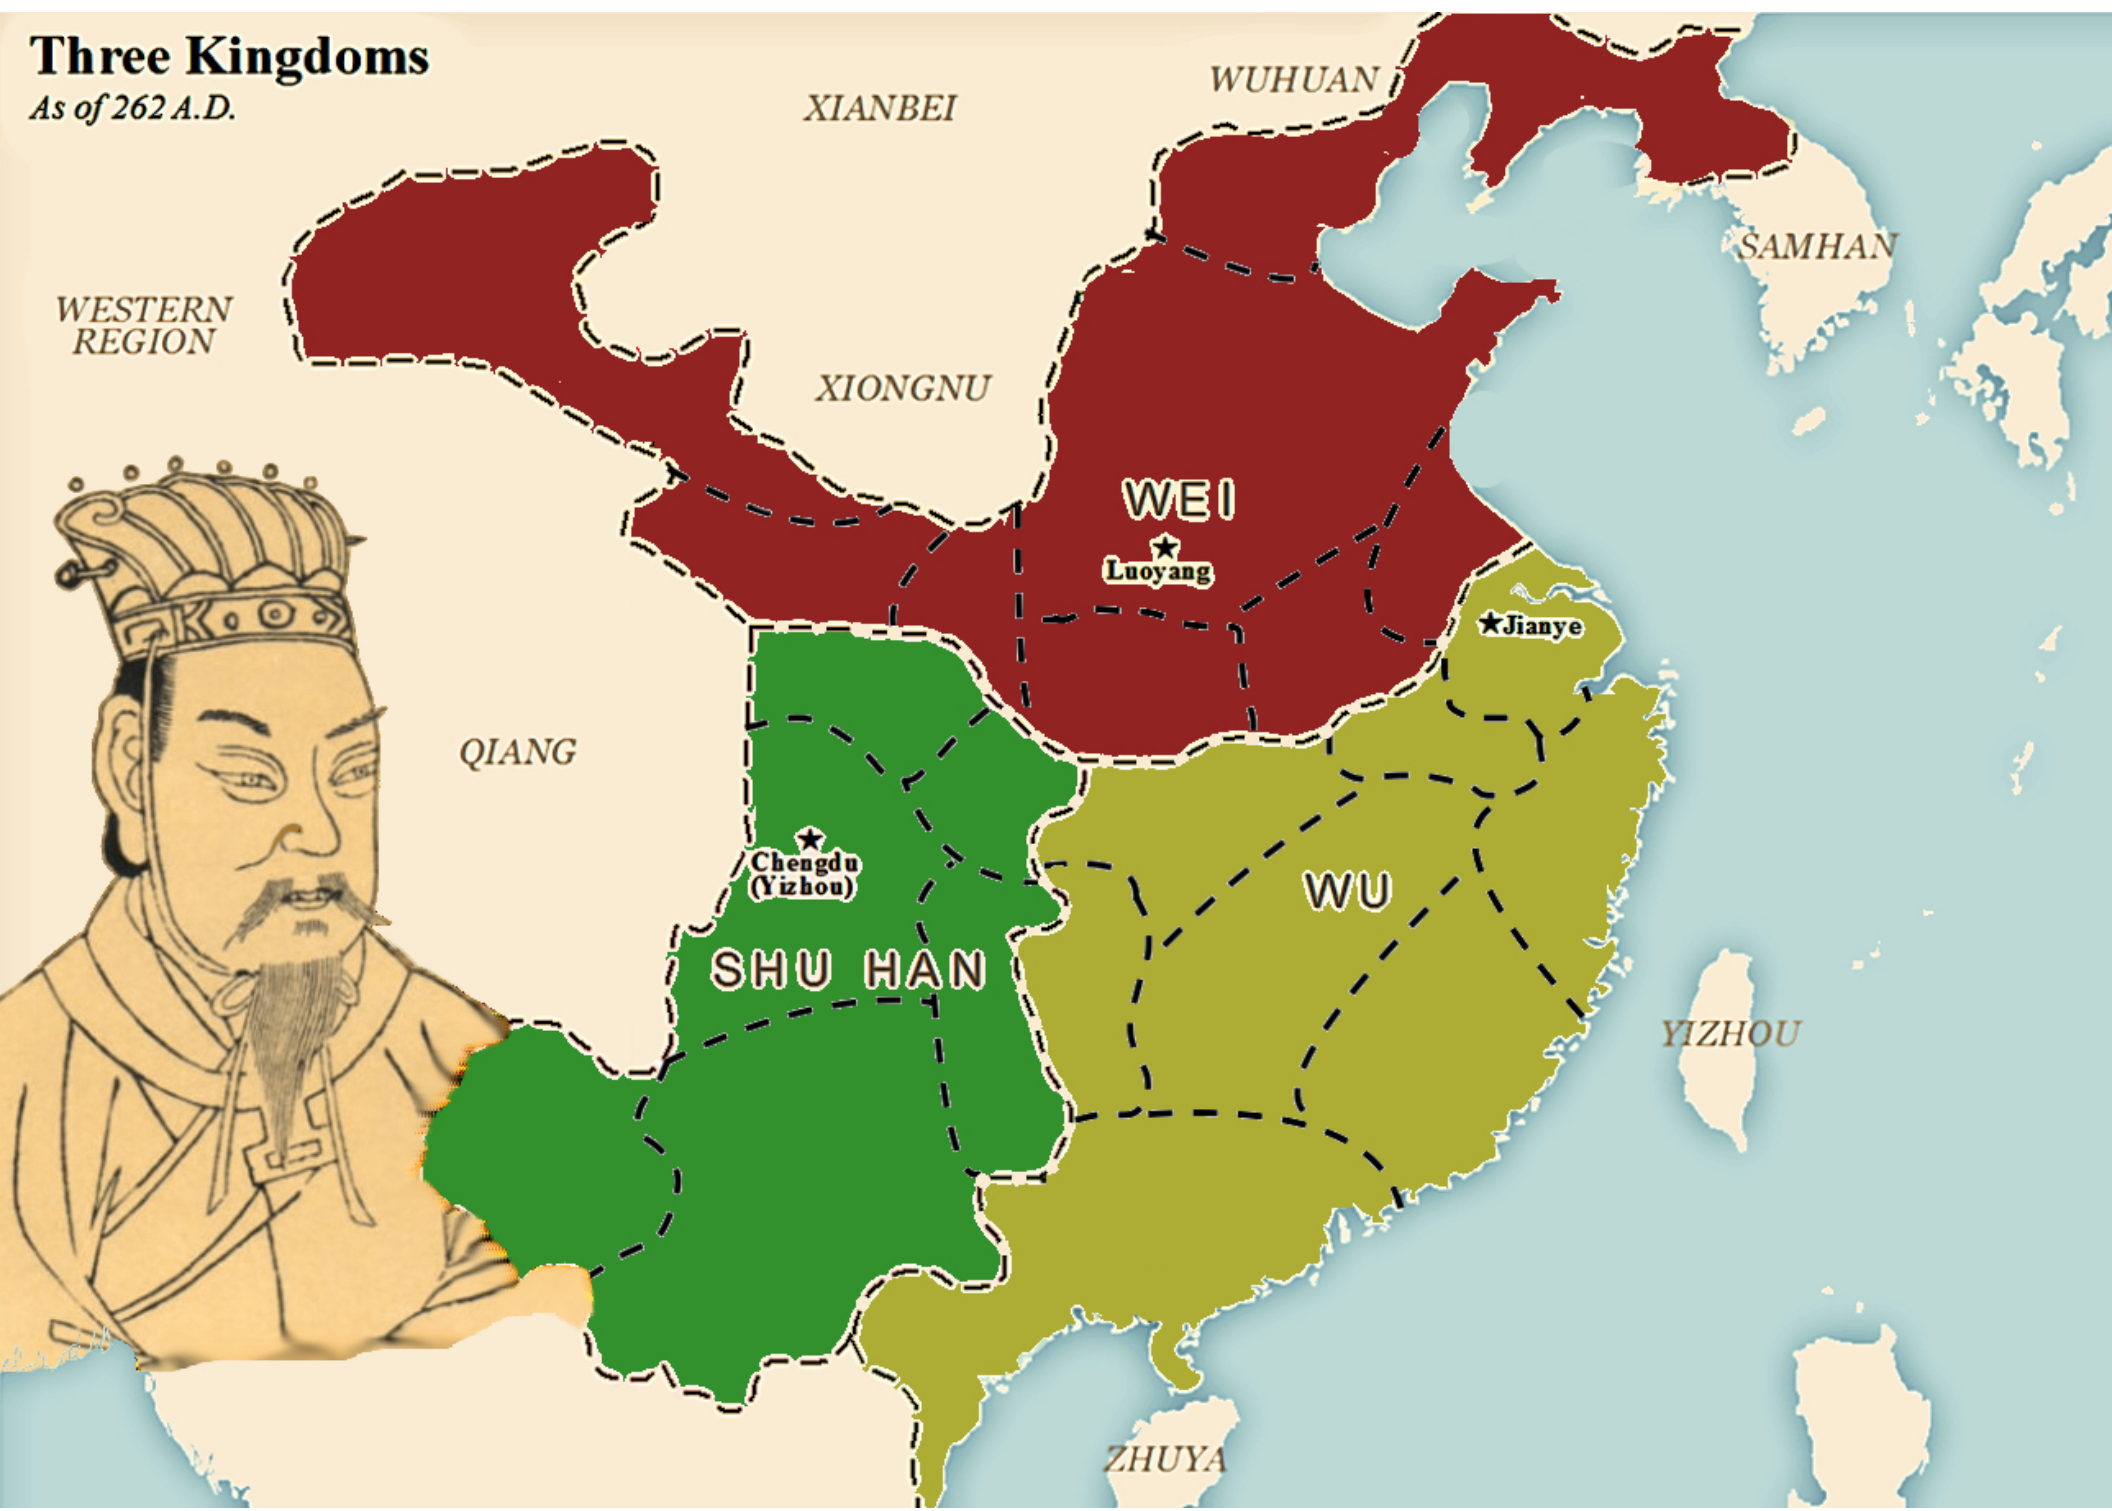 Three Kingdoms
As of 262 A.D.
WUHUAN
XIANBEI
SAMHAN
WESTERN
REGION
XIONGNU
WEI
Luoyang
Jianye
QIANG
Chengdu
(Yizhou)
WU
SHU HAN
YIZHOU
ZHUYA